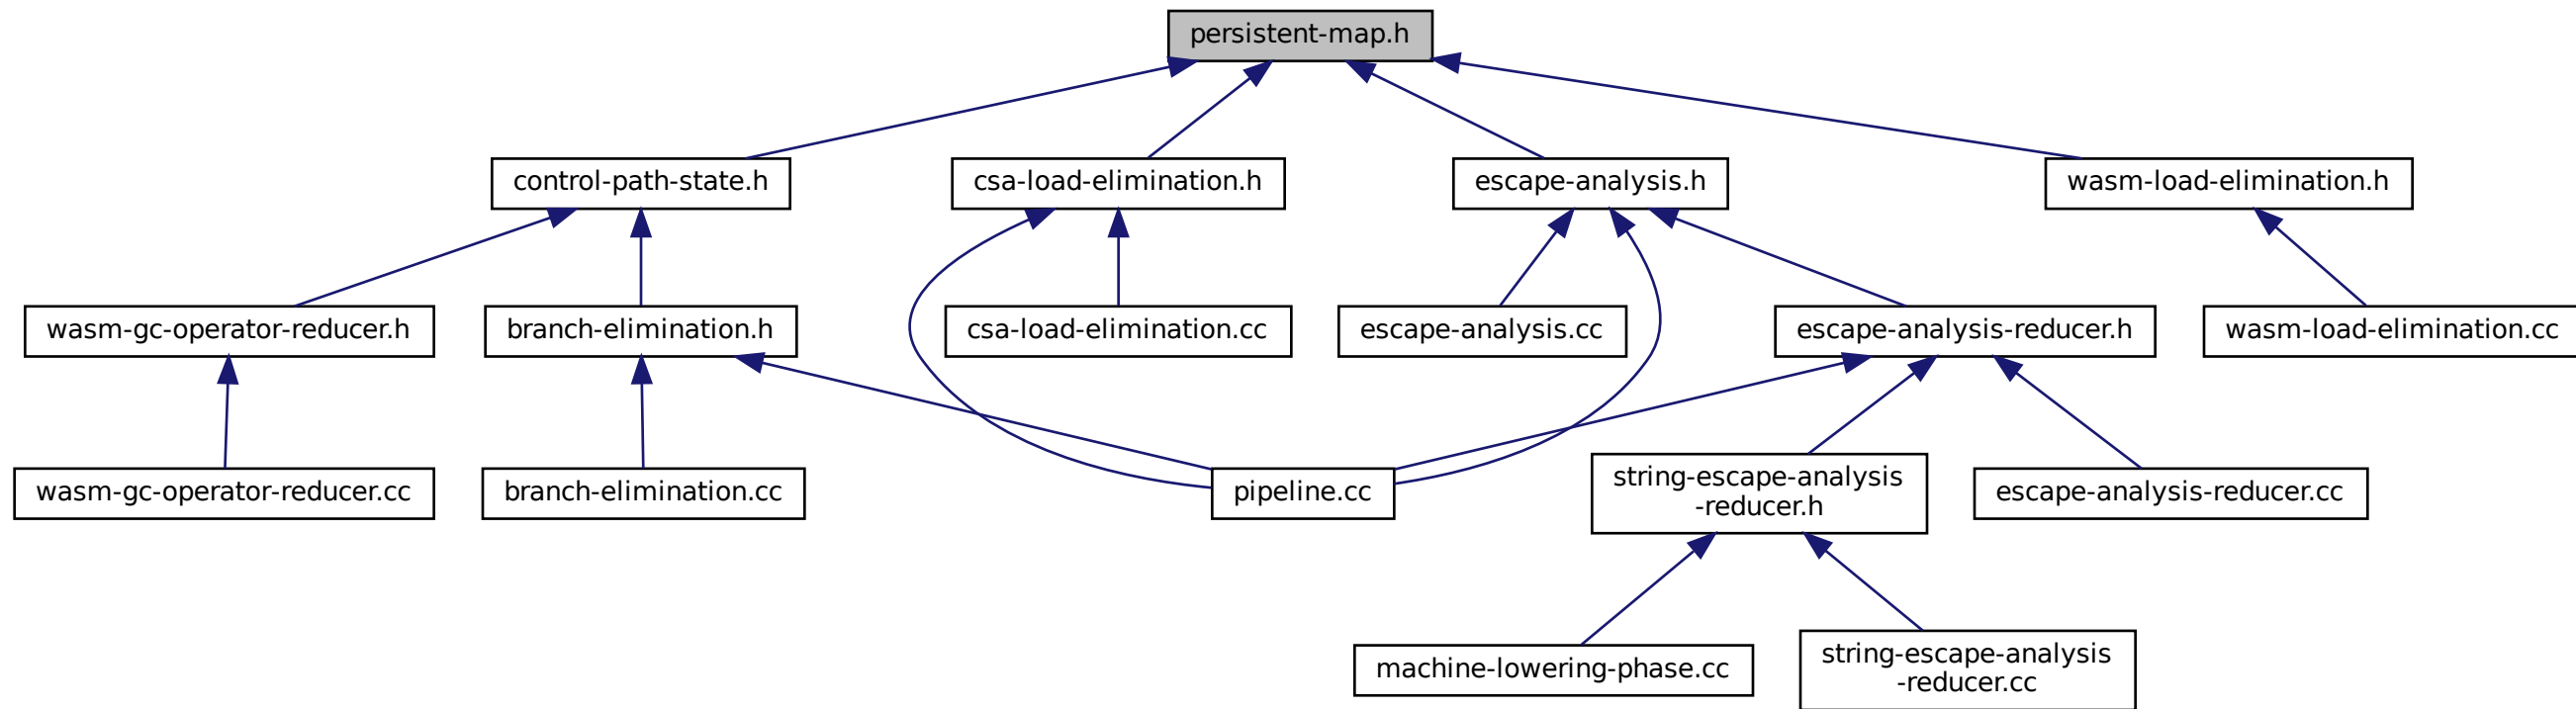 persistent-map.h
control-path-state.h
csa-load-elimination.h
escape-analysis.h
wasm-load-elimination.h
wasm-gc-operator-reducer.h
branch-elimination.h
csa-load-elimination.cc
escape-analysis.cc
escape-analysis-reducer.h
wasm-load-elimination.cc
wasm-gc-operator-reducer.cc
branch-elimination.cc
pipeline.cc
string-escape-analysis
-reducer.h
escape-analysis-reducer.cc
machine-lowering-phase.cc
string-escape-analysis
-reducer.cc